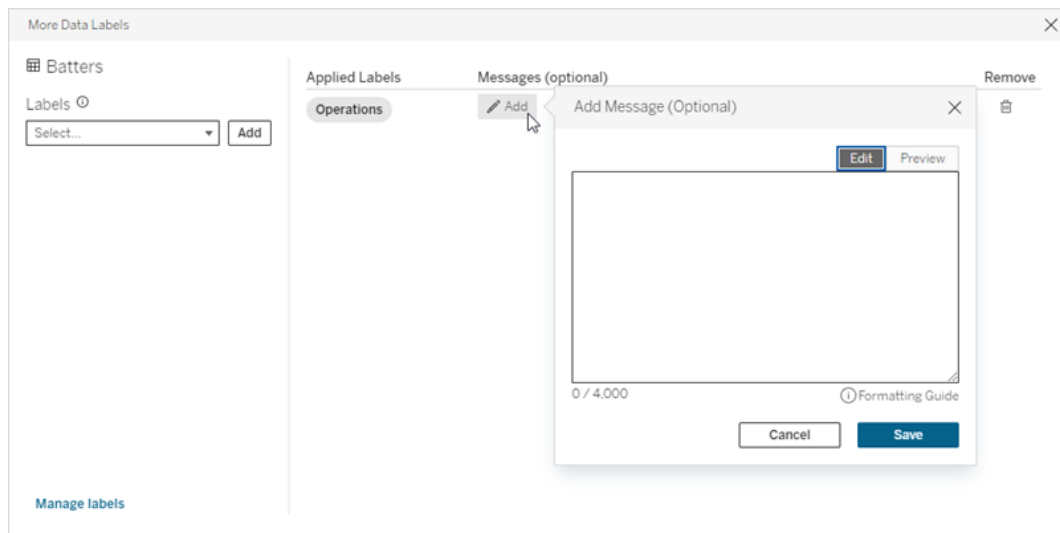 More Data Labels
Batters
Labels
Select...
Add
Manage labels
Applied Labels Messages (optional) Remove
Operations
Add
Add Message (Optional)
Edit Preview
0 / 4,000
Formatting Guide
Cancel Save